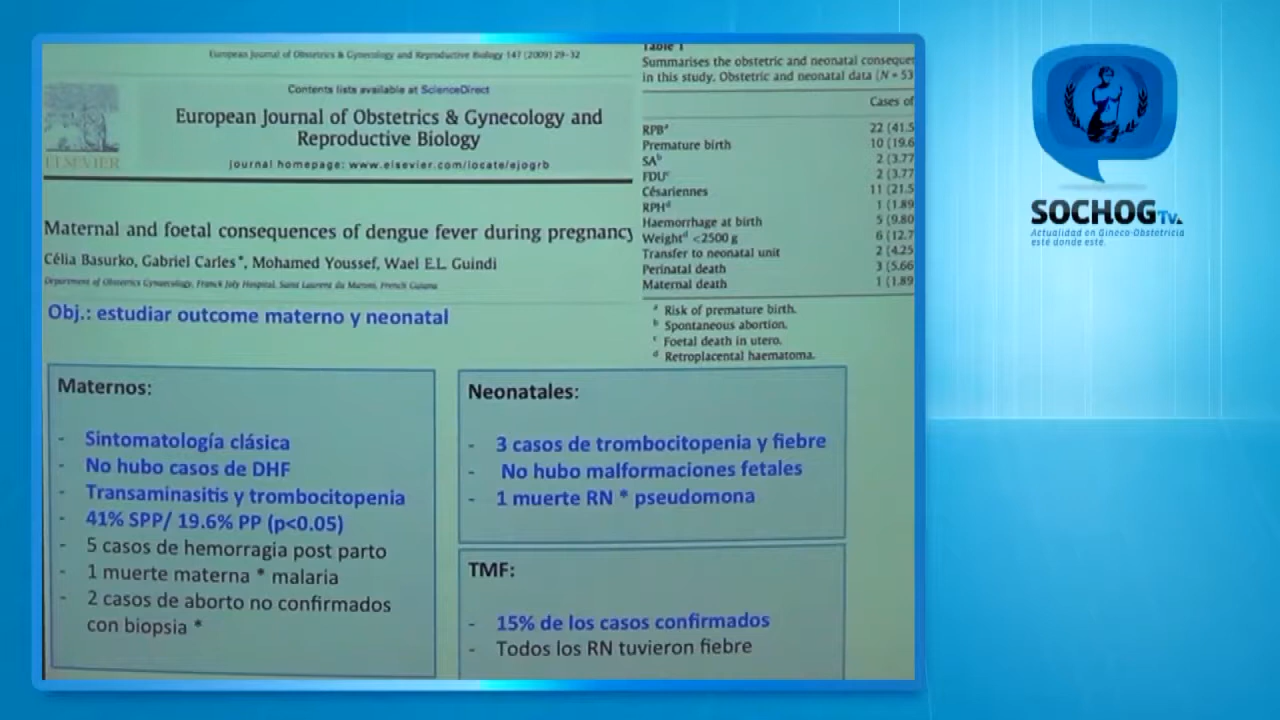 European Journal of Obstetrics & Gynecology and Reproductive Biology 147 (2009) 29–32
Contents lists available at ScienceDirect
European Journal of Obstetrics & Gynecology and
Reproductive Biology
ELSEVIER
journal homepage: www.elsevier.com/locate/ejogrb
Maternal and foetal consequences of dengue fever during pregnancy
Célia Basurko, Gabriel Carles*, Mohamed Youssef, Wael E.L. Guindi
Department of Obstetrics Gynaecology, Franck Joly Hospital, Saint Laurent du Maroni, French Guiana
Obj.: estudiar outcome materno y neonatal
Table 1
Summarises the obstetric and neonatal conseque
in this study. Obstetric and neonatal data (N = 53
Cases of
RPBᵃ 22 (41.5
Premature birth 10 (19.6
SAᵇ 2 (3.77
FDUᶜ 2 (3.77
Césariennes 11 (21.5
RPHᵈ 1 (1.89
Haemorrhage at birth 5 (9.80
Weightᵈ <2500 g 6 (12.7
Transfer to neonatal unit 2 (4.25
Perinatal death 3 (5.66
Maternal death 1 (1.89
ᵃ Risk of premature birth.
ᵇ Spontaneous abortion.
ᶜ Foetal death in utero.
ᵈ Retroplacental haematoma.
Maternos:
- Sintomatología clásica
- No hubo casos de DHF
- Transaminasitis y trombocitopenia
- 41% SPP/ 19.6% PP (p<0.05)
- 5 casos de hemorragia post parto
- 1 muerte materna * malaria
- 2 casos de aborto no confirmados
con biopsia *
Neonatales:
- 3 casos de trombocitopenia y fiebre
- No hubo malformaciones fetales
- 1 muerte RN * pseudomona
TMF:
- 15% de los casos confirmados
- Todos los RN tuvieron fiebre
SOCHOG Tv.
Actualidad en Gineco-Obstetricia
esté donde esté.